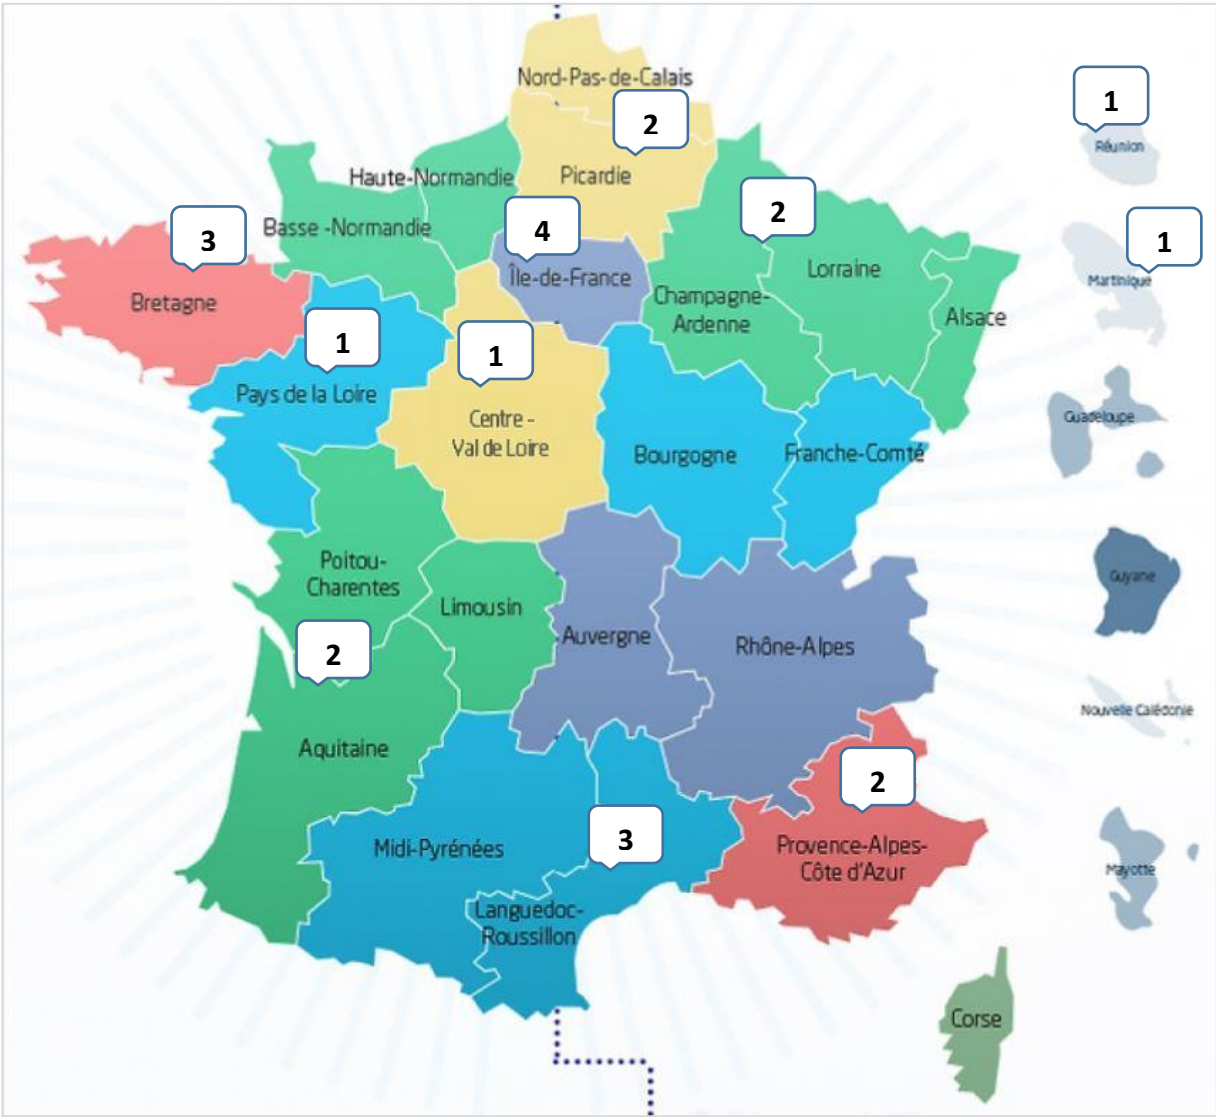 Nord-Pas-de-Calais
1
2
Réunion
Haute-Normandie
Picardie
3
Basse -Normandie
4
2
1
Bretagne
Île-de-France
Lorraine
Martinique
Champagne-
Ardenne
Alsace
1
1
Pays de la Loire
Centre -
Val de Loire
Bourgogne
Franche-Comté
Guadeloupe
Poitou-
Charentes
Limousin
Guyane
2
Auvergne
Rhône-Alpes
Nouvelle Calédonie
Aquitaine
2
3
Midi-Pyrénées
Provence-Alpes-
Côte d'Azur
Mayotte
Languedoc-
Roussillon
Corse